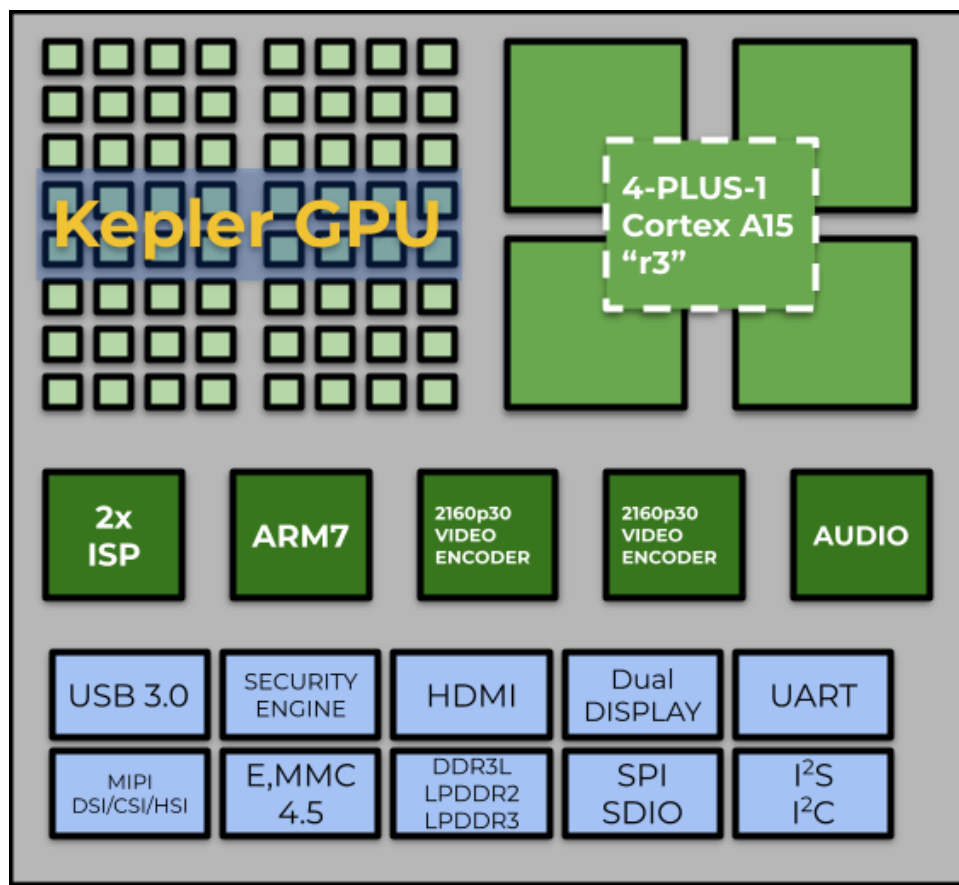 Kepler GPU
4-PLUS-1
Cortex A15
“r3”
2x
ISP
ARM7
2160p30
VIDEO
ENCODER
2160p30
VIDEO
ENCODER
AUDIO
USB 3.0
SECURITY
ENGINE
HDMI
Dual
DISPLAY
UART
MIPI
DSI/CSI/HSI
E,MMC
4.5
DDR3L
LPDDR2
LPDDR3
SPI
SDIO
I²S
I²C